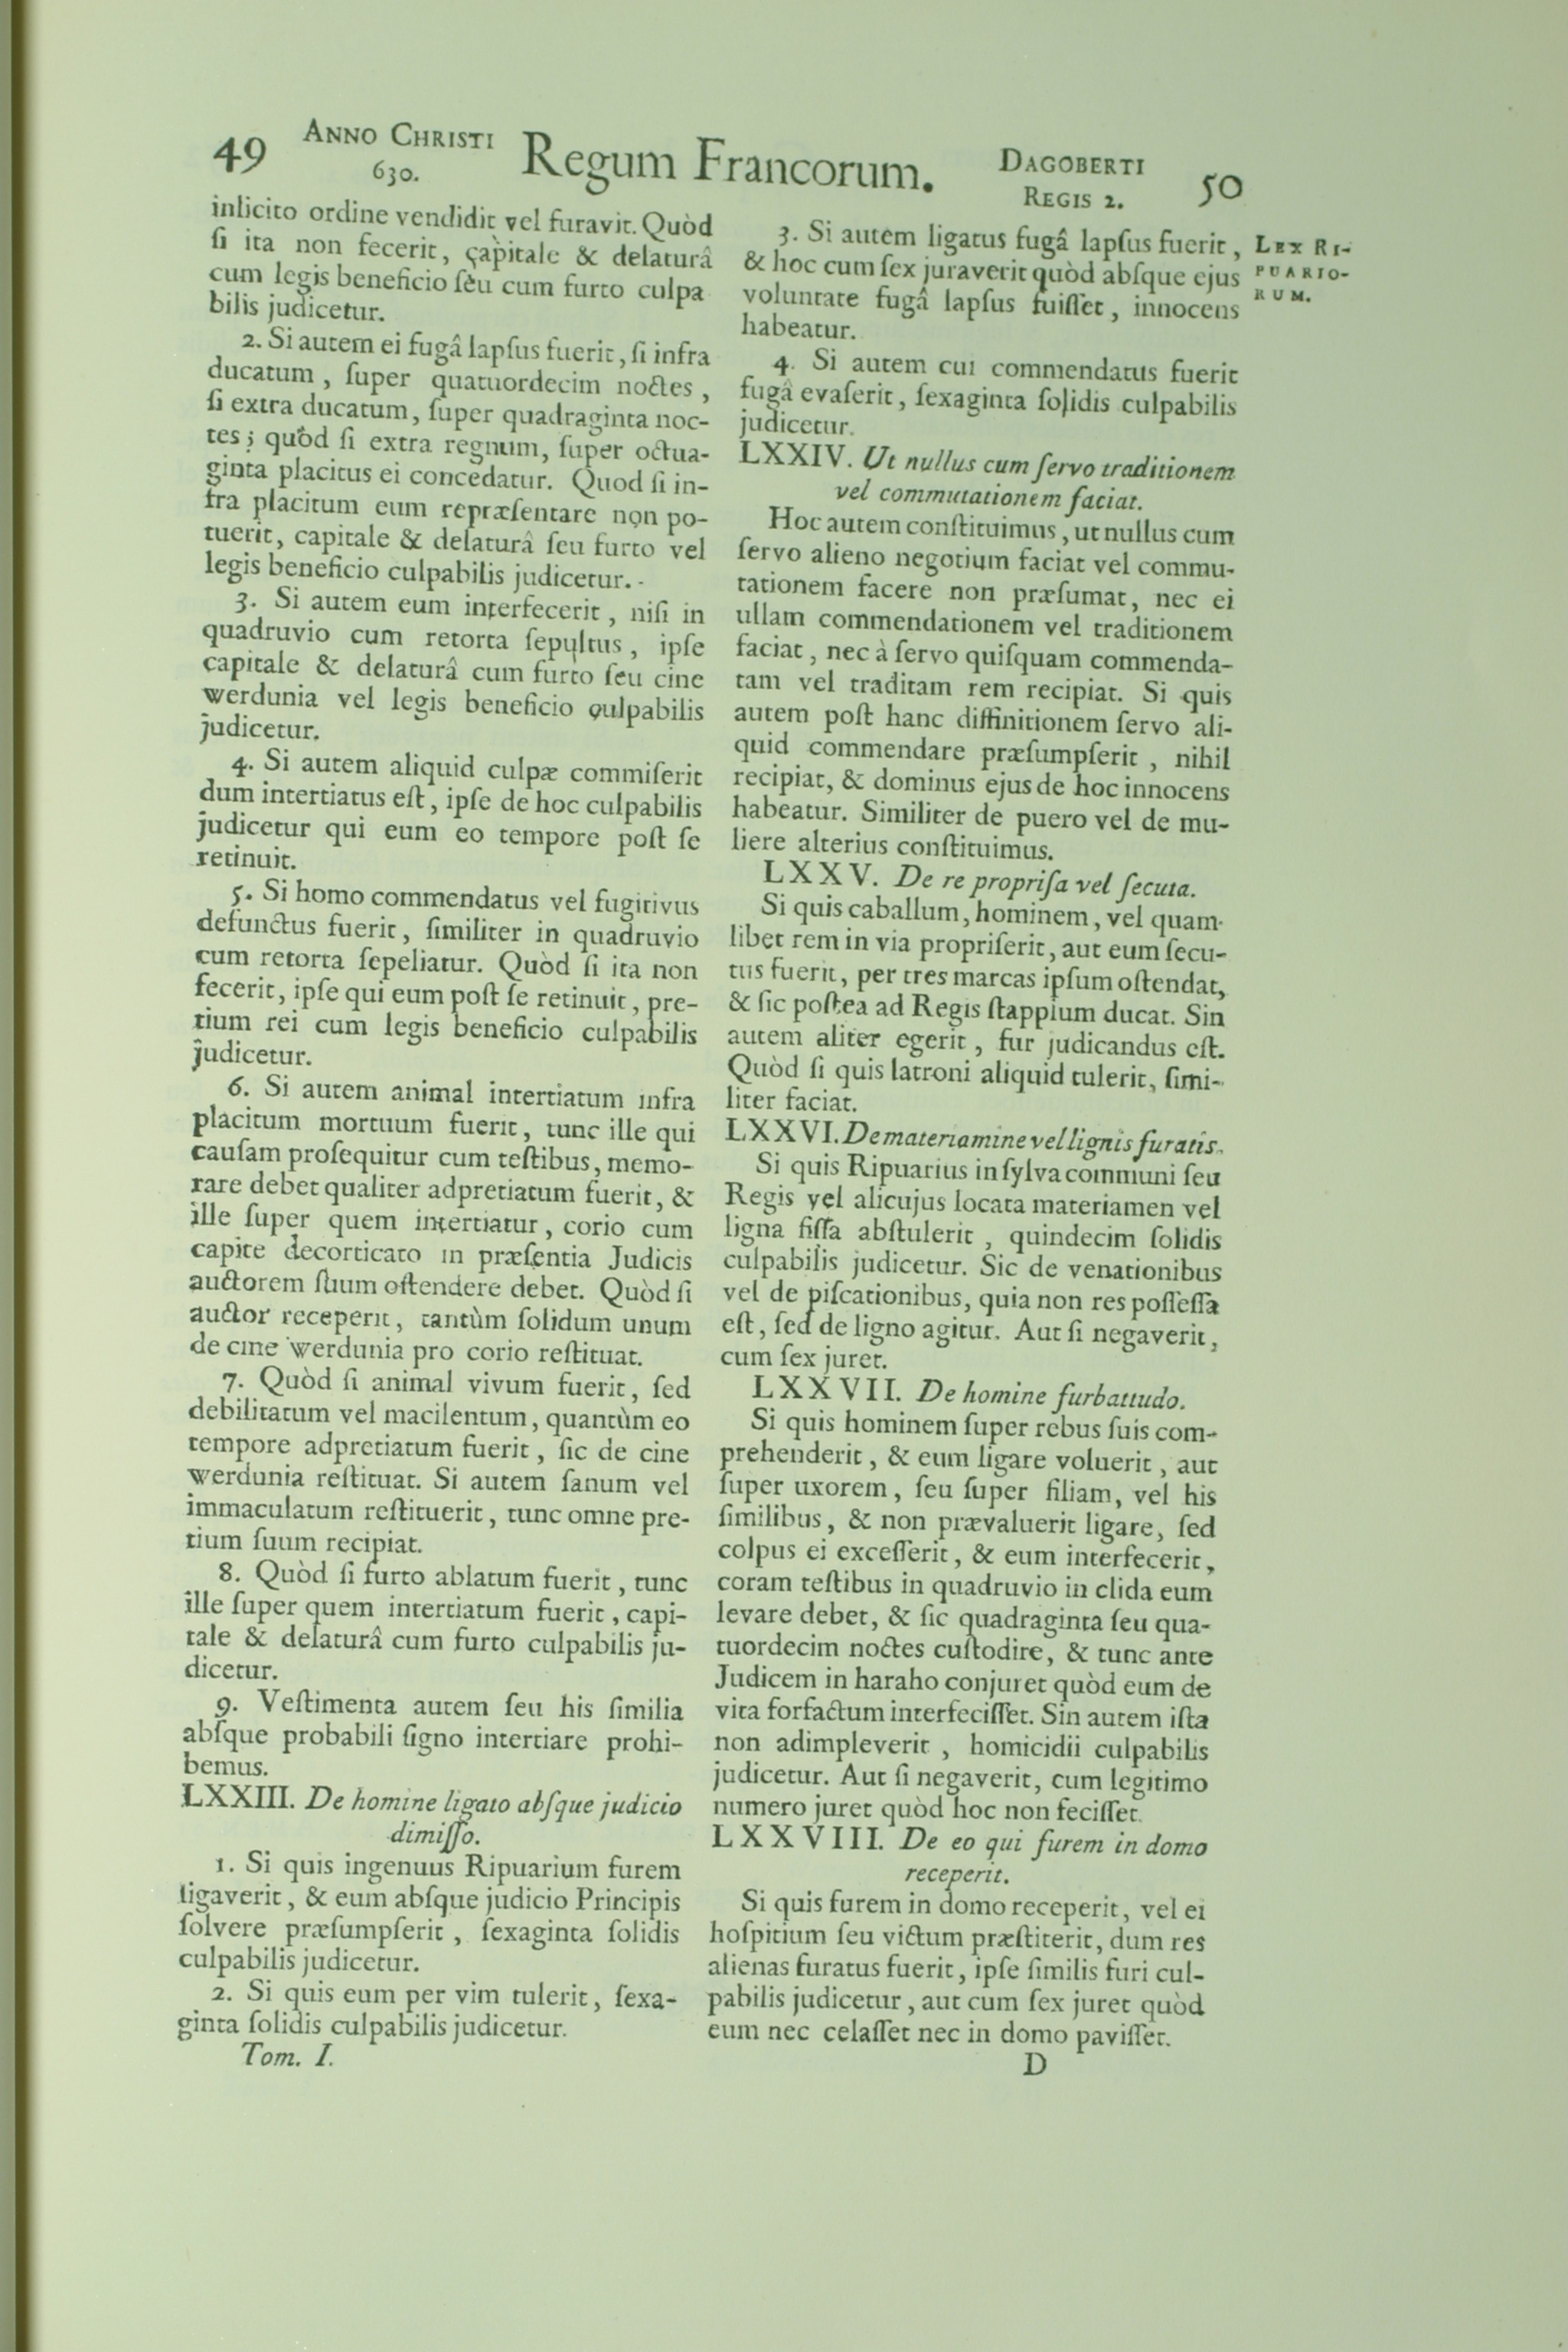 49 ANNO CHRISTI 630. Regum Francorum. DAGOBERTI REGIS 2. 50
inlicito ordine vendidit vel furavit. Quòd
ſi ita non fecerit, capitale & delaturâ
cum legis beneficio ſeu cum furto culpa
bilis judicetur.
2. Si autem ei fugâ lapſus fuerit, ſi infra
ducatum, ſuper quatuordecim noctes,
ſi extra ducatum, ſuper quadraginta noc-
tes; quòd ſi extra regnum, ſuper octua-
ginta placitus ei concedatur. Quod ſi in-
fra placitum eum repræſentare non po-
tuerit, capitale & delaturâ ſeu furto vel
legis beneficio culpabilis judicetur.
3. Si autem eum interfecerit, niſi in
quadruvio cum retorta ſepultus, ipſe
capitale & delaturâ cum furto ſeu cine
werdunia vel legis beneficio culpabilis
judicetur.
4. Si autem aliquid culpæ commiſerit
dum intertiatus eſt, ipſe de hoc culpabilis
judicetur qui eum eo tempore poſt ſe
retinuit.
5. Si homo commendatus vel fugitivus
defunctus fuerit, ſimiliter in quadruvio
cum retorta ſepeliatur. Quòd ſi ita non
fecerit, ipſe qui eum poſt ſe retinuit, pre-
tium rei cum legis beneficio culpabilis
judicetur.
6. Si autem animal intertiatum infra
placitum mortuum fuerit, tunc ille qui
cauſam proſequitur cum teſtibus, memo-
rare debet qualiter adpretiatum fuerit, &
ille ſuper quem intertiatur, corio cum
capite decorticato in præſentia Judicis
auctorem ſuum oſtendere debet. Quòd ſi
auctor receperit, tantùm ſolidum unum
de cine werdunia pro corio reſtituat.
7. Quòd ſi animal vivum fuerit, ſed
debilitatum vel macilentum, quantùm eo
tempore adpretiatum fuerit, ſic de cine
werdunia reſtituat. Si autem ſanum vel
immaculatum reſtituerit, tunc omne pre-
tium ſuum recipiat.
8. Quòd ſi furto ablatum fuerit, tunc
ille ſuper quem intertiatum fuerit, capi-
tale & delaturâ cum furto culpabilis ju-
dicetur.
9. Veſtimenta autem ſeu his ſimilia
abſque probabili ſigno intertiare prohi-
bemus.
LXXIII. De homine ligato abſque judicio
dimiſſo.
1. Si quis ingenuus Ripuarium furem
ligaverit, & eum abſque judicio Principis
ſolvere præſumpſerit, ſexaginta ſolidis
culpabilis judicetur.
2. Si quis eum per vim tulerit, ſexa-
ginta ſolidis culpabilis judicetur.
Tom. I.
3. Si autem ligatus fugâ lapſus fuerit,
& hoc cum ſex juraverit quòd abſque ejus
voluntate fugâ lapſus fuiſſet, innocens
habeatur.
4. Si autem cui commendatus fuerit
fugâ evaſerit, ſexaginta ſolidis culpabilis
judicetur.
LXXIV. Ut nullus cum ſervo traditionem
vel commutationem faciat.
Hoc autem conſtituimus, ut nullus cum
ſervo alieno negotium faciat vel commu-
tationem facere non præſumat, nec ei
ullam commendationem vel traditionem
faciat, nec à ſervo quiſquam commenda-
tam vel traditam rem recipiat. Si quis
autem poſt hanc diffinitionem ſervo ali-
quid commendare præſumpſerit, nihil
recipiat, & dominus ejus de hoc innocens
habeatur. Similiter de puero vel de mu-
liere alterius conſtituimus.
LXXV. De re propriſa vel ſecuta.
Si quis caballum, hominem, vel quam-
libet rem in via propriſerit, aut eum ſecu-
tus fuerit, per tres marcas ipſum oſtendat,
& ſic poſtea ad Regis ſtappium ducat. Sin
autem aliter egerit, fur judicandus eſt.
Quòd ſi quis latroni aliquid tulerit, ſimi-
liter faciat.
LXXVI. De materiamine vel lignis furatis.
Si quis Ripuarius in ſylva communi ſeu
Regis vel alicujus locata materiamen vel
ligna fiſſa abſtulerit, quindecim ſolidis
culpabilis judicetur. Sic de venationibus
vel de piſcationibus, quia non res poſſeſſa
eſt, ſed de ligno agitur. Aut ſi negaverit,
cum ſex juret.
LXXVII. De homine furbattudo.
Si quis hominem ſuper rebus ſuis com-
prehenderit, & eum ligare voluerit, aut
ſuper uxorem, ſeu ſuper filiam, vel his
ſimilibus, & non prævaluerit ligare, ſed
colpus ei exceſſerit, & eum interfecerit,
coram teſtibus in quadruvio in clida eum
levare debet, & ſic quadraginta ſeu qua-
tuordecim noctes cuſtodire, & tunc ante
Judicem in haraho conjuret quòd eum de
vita forfactum interfeciſſet. Sin autem iſta
non adimpleverit, homicidii culpabilis
judicetur. Aut ſi negaverit, cum legitimo
numero juret quòd hoc non feciſſet.
LXXVIII. De eo qui furem in domo
receperit.
Si quis furem in domo receperit, vel ei
hoſpitium ſeu victum præſtiterit, dum res
alienas furatus fuerit, ipſe ſimilis furi cul-
pabilis judicetur, aut cum ſex juret quòd
eum nec celaſſet nec in domo paviſſet.
D
LEX RI-
PUARIO-
RUM.